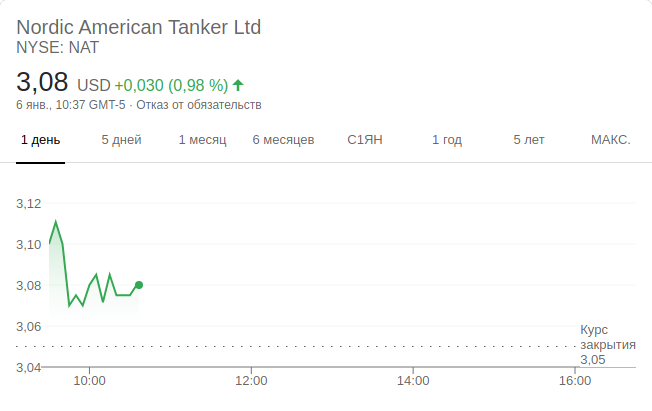 Nordic American Tanker Ltd
NYSE: NAT
3,08 USD +0,030 (0,98 %)
6 янв., 10:37 GMT-5 · Отказ от обязательств
1 день 5 дней 1 месяц 6 месяцев С1ЯН 1 год 5 лет МАКС.
3,12
3,10
3,08
3,06
Курс
закрытия
3,05
3,04
10:00 12:00 14:00 16:00